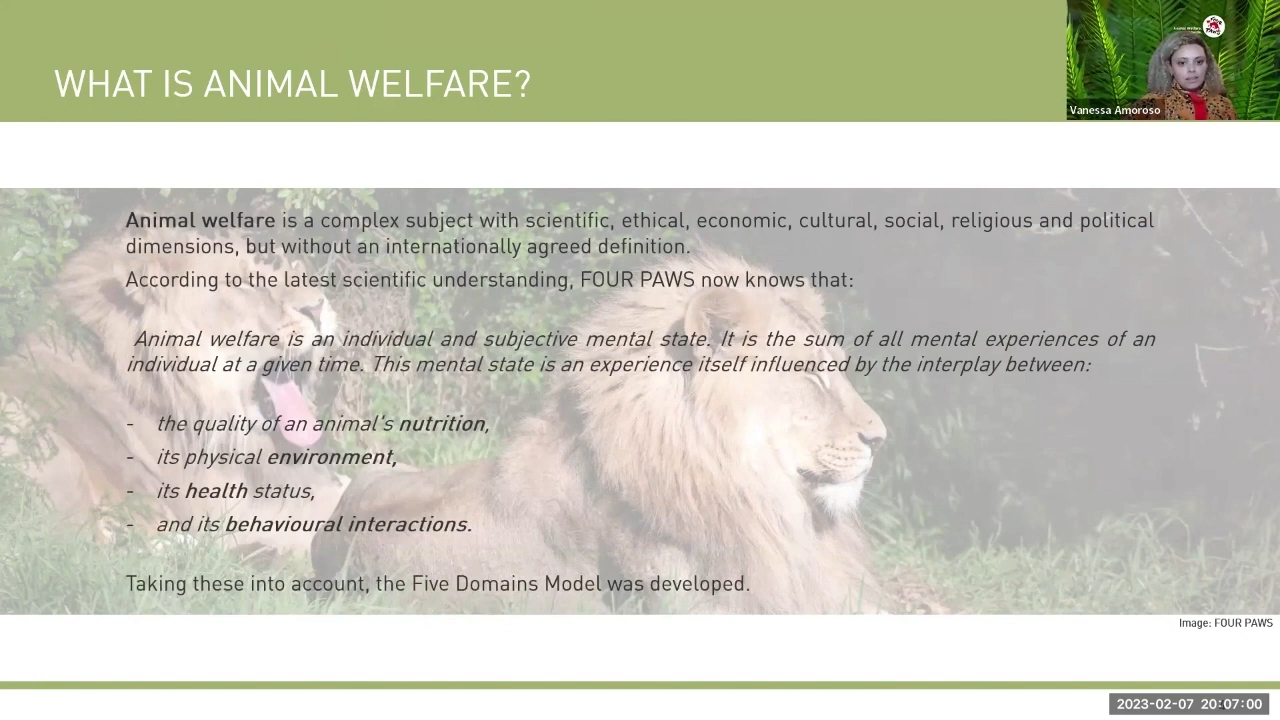 WHAT IS ANIMAL WELFARE?
Vanessa Amoroso
Animal welfare is a complex subject with scientific, ethical, economic, cultural, social, religious and political
dimensions, but without an internationally agreed definition.
According to the latest scientific understanding, FOUR PAWS now knows that:
Animal welfare is an individual and subjective mental state. It is the sum of all mental experiences of an
individual at a given time. This mental state is an experience itself influenced by the interplay between:
- the quality of an animal's nutrition,
- its physical environment,
- its health status,
- and its behavioural interactions.
Taking these into account, the Five Domains Model was developed.
Image: FOUR PAWS
2023-02-07 20:07:00